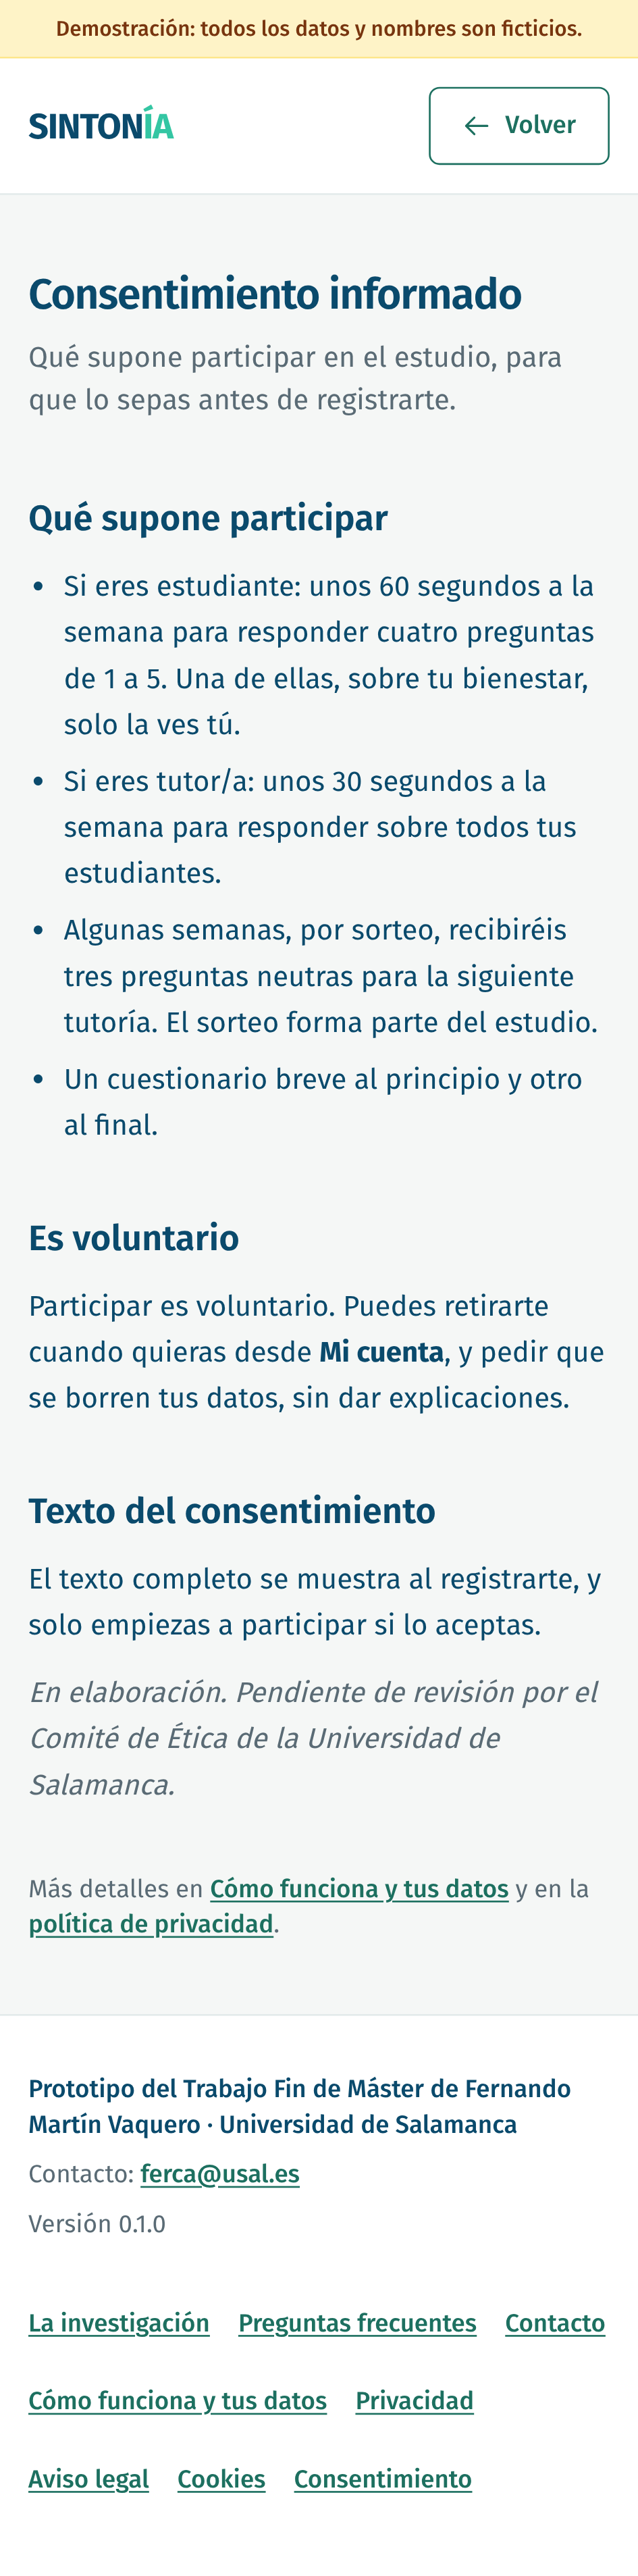 Demostración: todos los datos y nombres son ficticios.
SINTONÍA
← Volver
Consentimiento informado
Qué supone participar en el estudio, para
que lo sepas antes de registrarte.
Qué supone participar
• Si eres estudiante: unos 60 segundos a la
semana para responder cuatro preguntas
de 1 a 5. Una de ellas, sobre tu bienestar,
solo la ves tú.
• Si eres tutor/a: unos 30 segundos a la
semana para responder sobre todos tus
estudiantes.
• Algunas semanas, por sorteo, recibiréis
tres preguntas neutras para la siguiente
tutoría. El sorteo forma parte del estudio.
• Un cuestionario breve al principio y otro
al final.
Es voluntario
Participar es voluntario. Puedes retirarte
cuando quieras desde Mi cuenta, y pedir que
se borren tus datos, sin dar explicaciones.
Texto del consentimiento
El texto completo se muestra al registrarte, y
solo empiezas a participar si lo aceptas.
En elaboración. Pendiente de revisión por el
Comité de Ética de la Universidad de
Salamanca.
Más detalles en Cómo funciona y tus datos y en la
política de privacidad.
Prototipo del Trabajo Fin de Máster de Fernando
Martín Vaquero · Universidad de Salamanca
Contacto: ferca@usal.es
Versión 0.1.0
La investigación Preguntas frecuentes Contacto
Cómo funciona y tus datos Privacidad
Aviso legal Cookies Consentimiento